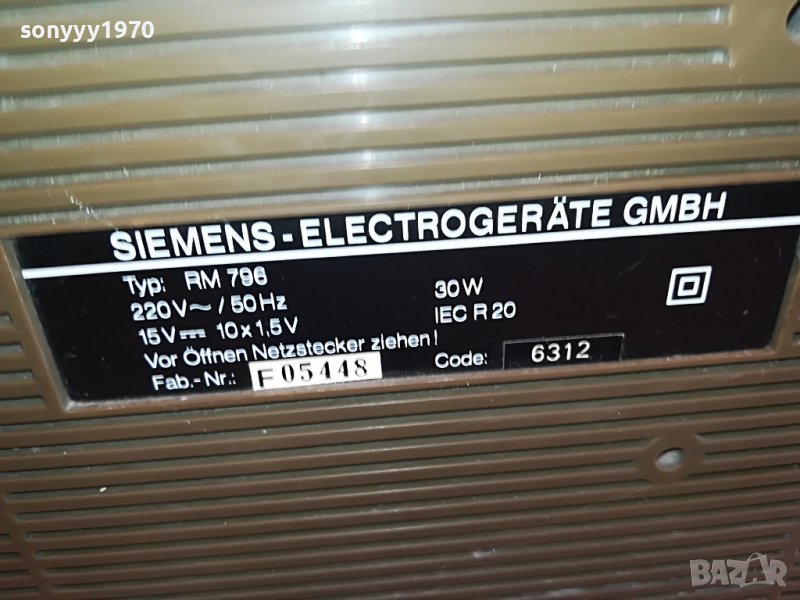 sonyyy1970
SIEMENS-ELECTROGERÄTE GMBH
Typ: RM 796
220V~ / 50Hz
15V⎓ 10x1,5V
30W
IEC R 20
Vor Öffnen Netzstecker ziehen!
Fab.-Nr.: F05448
Code: 6312
BAZAR